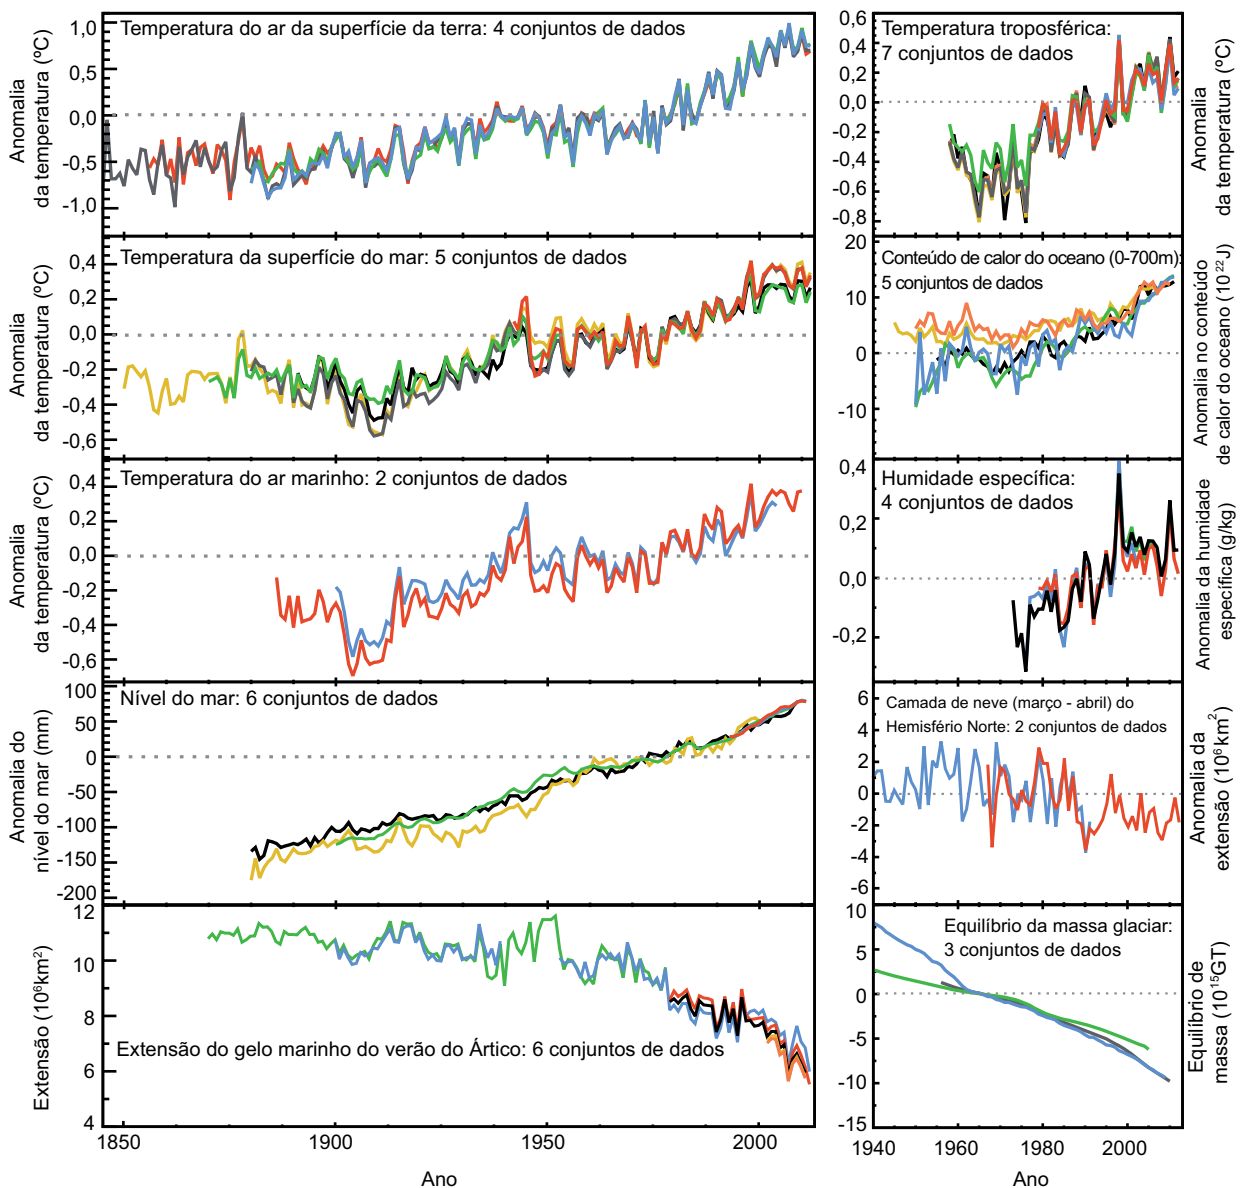 Temperatura do ar da superfície da terra: 4 conjuntos de dados
1,0
0,5
0,0
-0,5
-1,0
Anomalia
da temperatura (ºC)
Temperatura da superfície do mar: 5 conjuntos de dados
0,4
0,2
0,0
-0,2
-0,4
-0,6
Anomalia
da temperatura (ºC)
Temperatura do ar marinho: 2 conjuntos de dados
0,4
0,2
0,0
-0,2
-0,4
-0,6
Anomalia
da temperatura (ºC)
Nível do mar: 6 conjuntos de dados
100
50
0
-50
-100
-150
-200
Anomalia do
nível do mar (mm)
12
10
8
6
4
Extensão (10⁶km²)
Extensão do gelo marinho do verão do Ártico: 6 conjuntos de dados
1850
1900
1950
2000
Ano
Temperatura troposférica:
7 conjuntos de dados
0,6
0,4
0,2
0,0
-0,2
-0,4
-0,6
-0,8
Anomalia
da temperatura (ºC)
Conteúdo de calor do oceano (0-700m):
5 conjuntos de dados
20
10
0
-10
Anomalia no conteúdo
de calor do oceano (10²²J)
Humidade específica:
4 conjuntos de dados
0,4
0,2
0,0
-0,2
Anomalia da humidade
específica (g/kg)
Camada de neve (março - abril) do
Hemisfério Norte: 2 conjuntos de dados
6
4
2
0
-2
-4
-6
Anomalia da
extensão (10⁶km²)
Equilíbrio da massa glaciar:
3 conjuntos de dados
10
5
0
-5
-10
-15
Equilíbrio de
massa (10¹⁵GT)
1940
1960
1980
2000
Ano